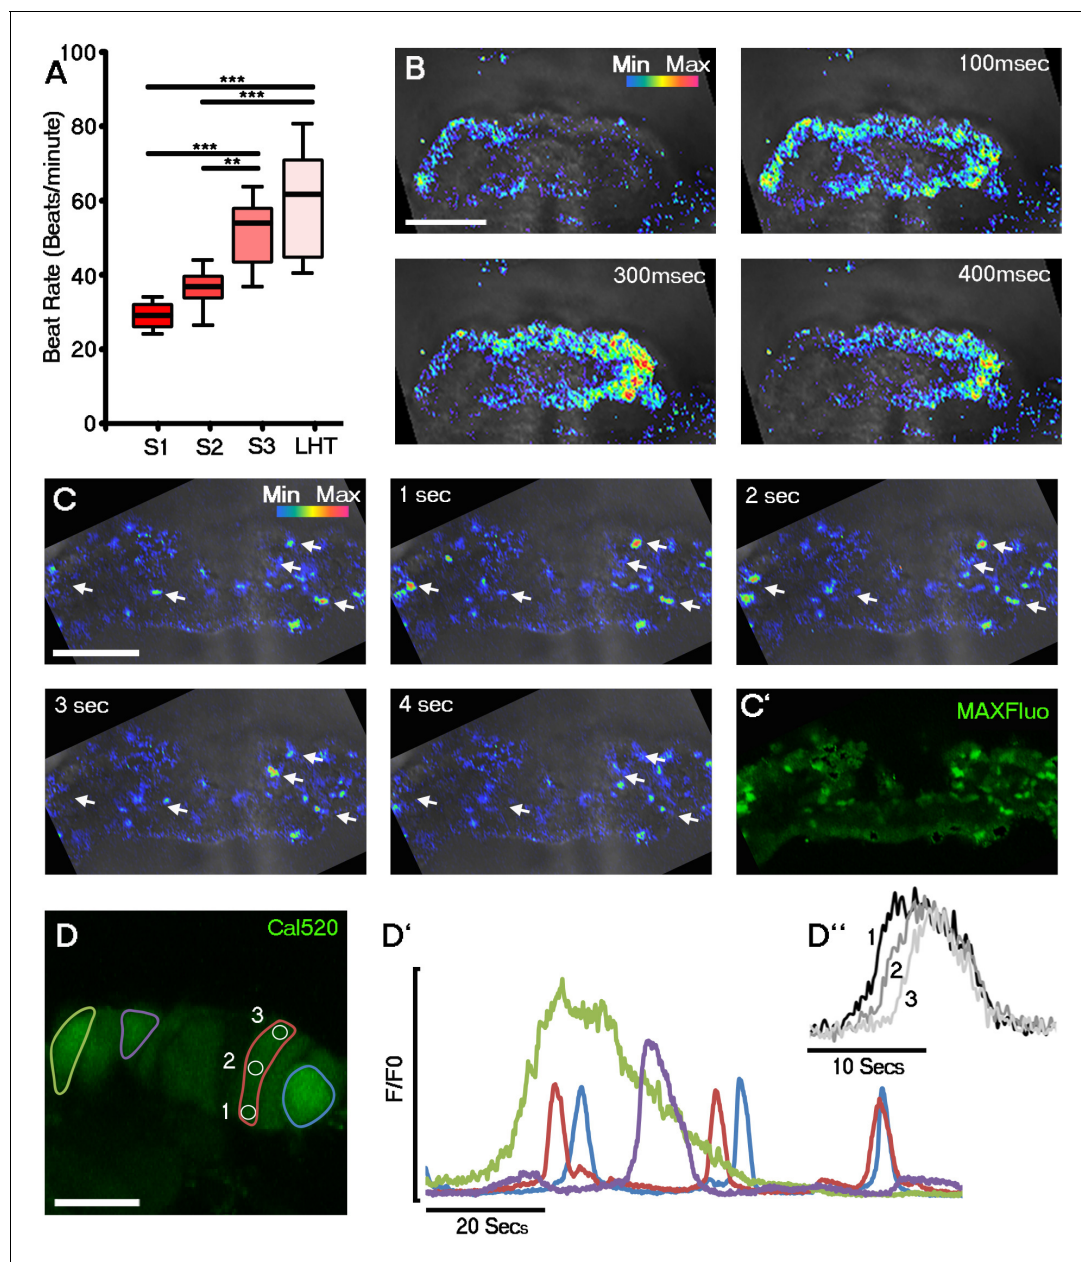 A
100
80
60
40
20
0
Beat Rate (Beats/minute)
***
***
***
**
S1 S2 S3 LHT
B
Min Max
100msec
300msec
400msec
C
Min Max
1 sec
2 sec
3 sec
4 sec
C'
MAXFluo
D
Cal520
3
2
1
D'
F/F0
20 Secs
D''
1
2
3
10 Secs